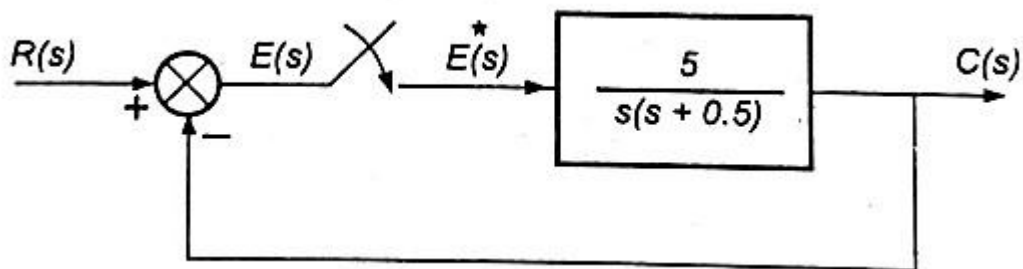 R(s)
+
−
E(s)
*
E(s)
5
s(s + 0.5)
C(s)